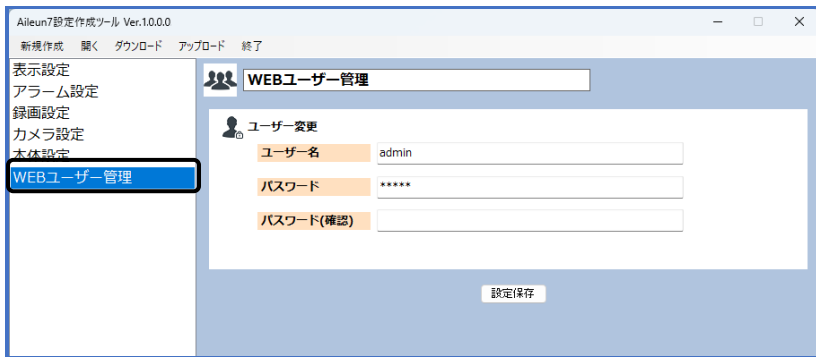 Aileun7設定作成ツール Ver.1.0.0.0
新規作成 開く ダウンロード アップロード 終了
表示設定
アラーム設定
録画設定
カメラ設定
本体設定
WEBユーザー管理
WEBユーザー管理
ユーザー変更
ユーザー名 admin
パスワード *****
パスワード(確認)
設定保存